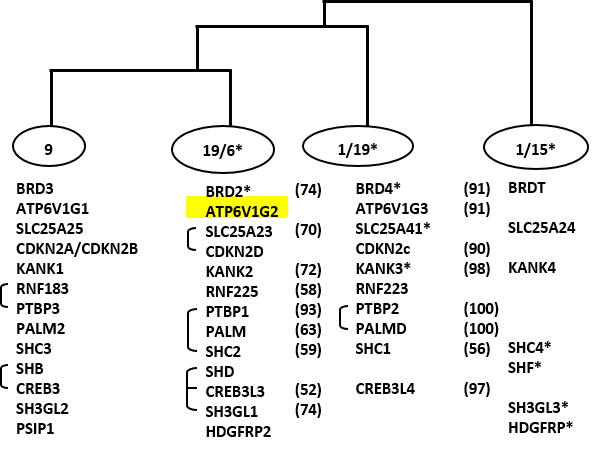 9 19/6* 1/19* 1/15*
BRD3 BRD2* (74) BRD4* (91) BRDT
ATP6V1G1 ATP6V1G2 ATP6V1G3 (91)
SLC25A25 SLC25A23 (70) SLC25A41* SLC25A24
CDKN2A/CDKN2B CDKN2D CDKN2c (90)
KANK1 KANK2 (72) KANK3* (98) KANK4
RNF183 RNF225 (58) RNF223
PTBP3 PTBP1 (93) PTBP2 (100)
PALM2 PALM (63) PALMD (100)
SHC3 SHC2 (59) SHC1 (56) SHC4*
SHB SHD SHF*
CREB3 CREB3L3 (52) CREB3L4 (97)
SH3GL2 SH3GL1 (74) SH3GL3*
PSIP1 HDGFRP2 HDGFRP*